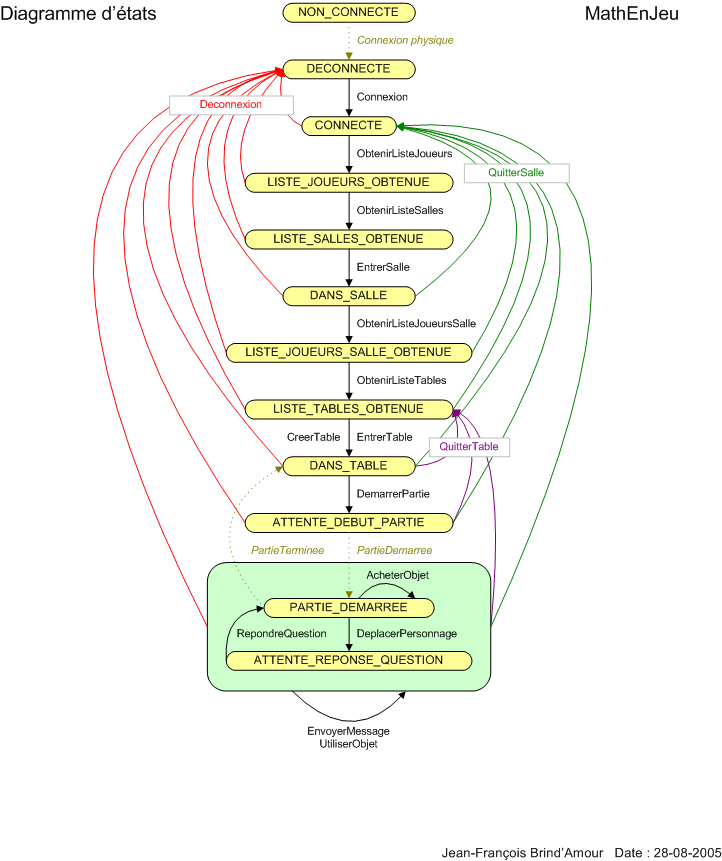 Diagramme d'états
MathEnJeu
NON_CONNECTE
Connexion physique
DECONNECTE
Connexion
Deconnexion
CONNECTE
ObtenirListeJoueurs
QuitterSalle
LISTE_JOUEURS_OBTENUE
ObtenirListeSalles
LISTE_SALLES_OBTENUE
EntrerSalle
DANS_SALLE
ObtenirListeJoueursSalle
LISTE_JOUEURS_SALLE_OBTENUE
ObtenirListeTables
LISTE_TABLES_OBTENUE
CreerTable
EntrerTable
QuitterTable
DANS_TABLE
DemarrerPartie
ATTENTE_DEBUT_PARTIE
PartieTerminee
PartieDemarree
AcheterObjet
PARTIE_DEMARREE
RepondreQuestion
DeplacerPersonnage
ATTENTE_REPONSE_QUESTION
EnvoyerMessage
UtiliserObjet
Jean-François Brind'Amour Date : 28-08-2005